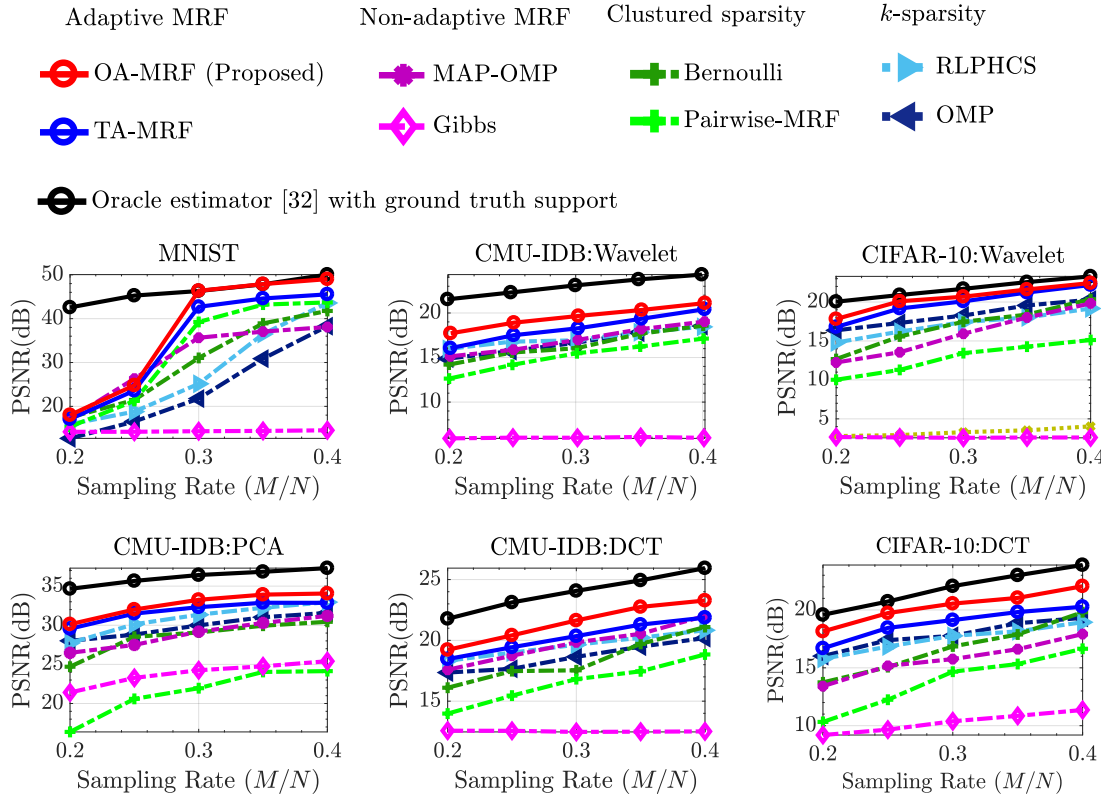 Adaptive MRF
Non-adaptive MRF
Clustured sparsity
k-sparsity
OA-MRF (Proposed)
MAP-OMP
Bernoulli
RLPHCS
TA-MRF
Gibbs
Pairwise-MRF
OMP
Oracle estimator [32] with ground truth support
MNIST
PSNR(dB)
50
40
30
20
0.2
0.3
0.4
Sampling Rate (M/N)
CMU-IDB:Wavelet
PSNR(dB)
20
15
10
0.2
0.3
0.4
Sampling Rate (M/N)
CIFAR-10:Wavelet
PSNR(dB)
20
15
10
5
0.2
0.3
0.4
Sampling Rate (M/N)
CMU-IDB:PCA
PSNR(dB)
35
30
25
20
0.2
0.3
0.4
Sampling Rate (M/N)
CMU-IDB:DCT
PSNR(dB)
25
20
15
0.2
0.3
0.4
Sampling Rate (M/N)
CIFAR-10:DCT
PSNR(dB)
20
15
10
0.2
0.3
0.4
Sampling Rate (M/N)